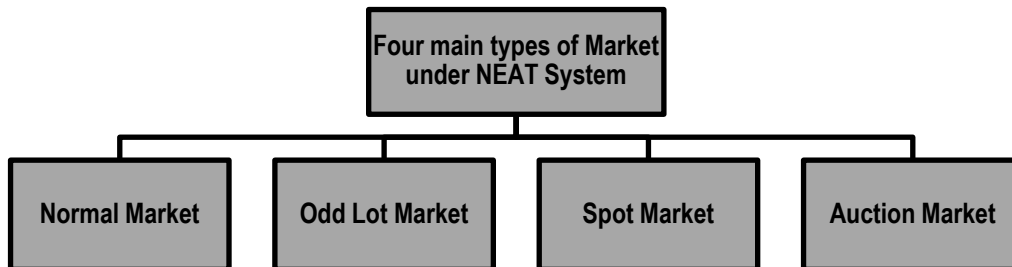 Four main types of Market
under NEAT System
Normal Market
Odd Lot Market
Spot Market
Auction Market